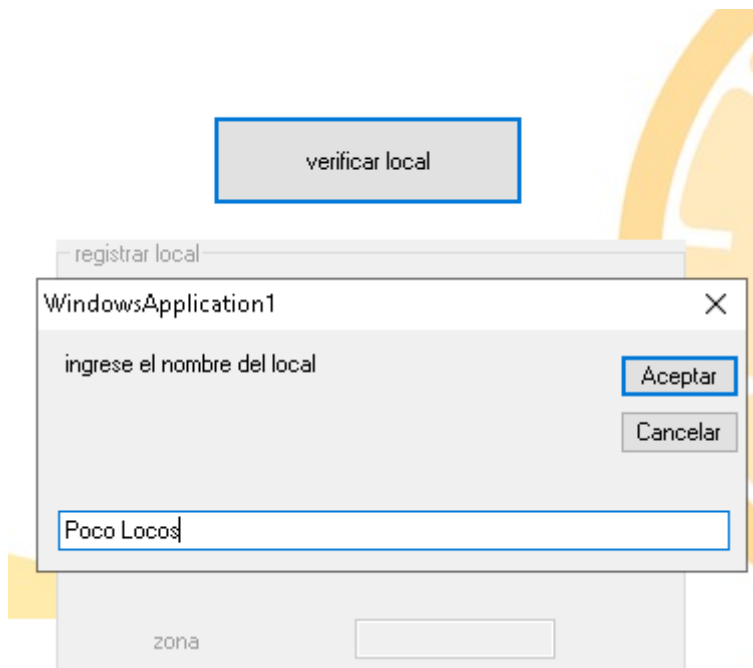 verificar local
registrar local
WindowsApplication1
ingrese el nombre del local
Aceptar
Cancelar
Poco Locos
zona